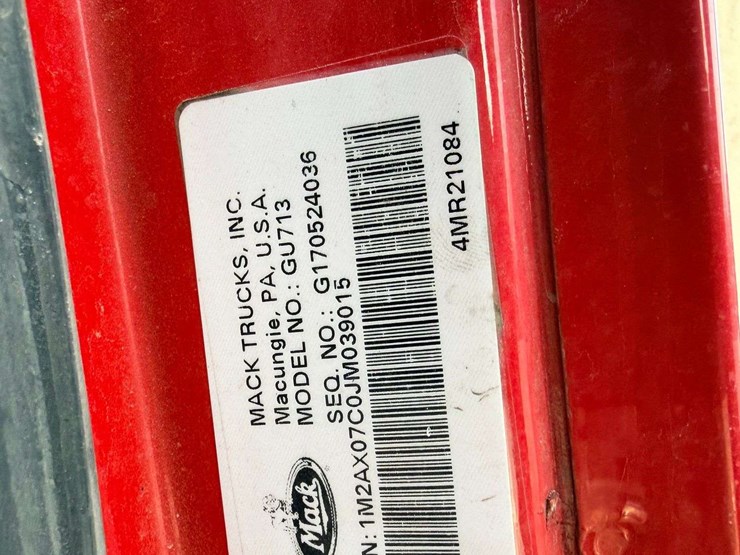 MACK TRUCKS, INC.
Macungie, PA, U.S.A.
MODEL NO.: GU713
SEQ. NO.: G170524036
N: 1M2AX07C0JM039015
4MR21084
Mack